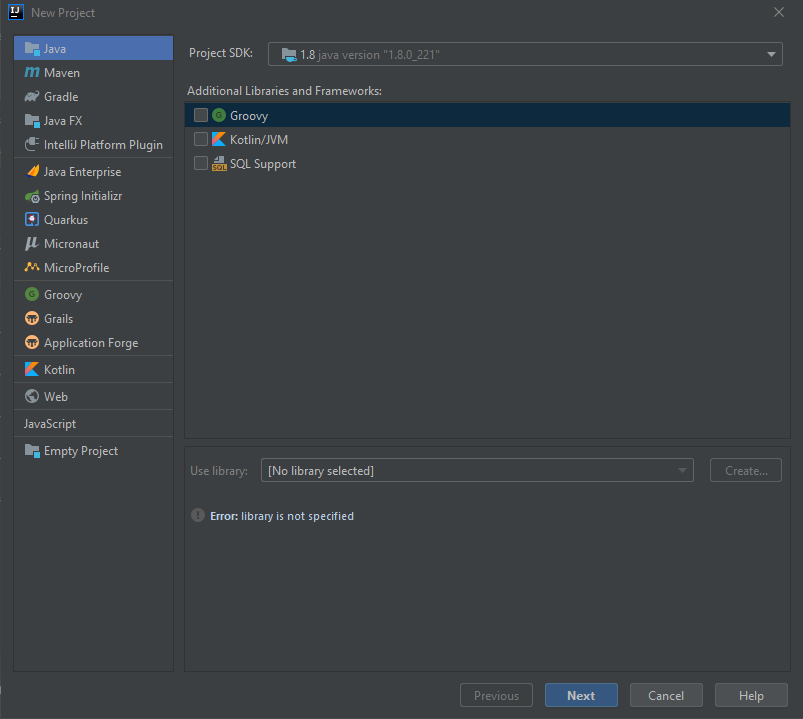 New Project
Java
Maven
Gradle
Java FX
IntelliJ Platform Plugin
Java Enterprise
Spring Initializr
Quarkus
Micronaut
MicroProfile
Groovy
Grails
Application Forge
Kotlin
Web
JavaScript
Empty Project
Project SDK: 1.8 java version "1.8.0_221"
Additional Libraries and Frameworks:
Groovy
Kotlin/JVM
SQL Support
Use library: [No library selected] Create...
Error: library is not specified
Previous Next Cancel Help